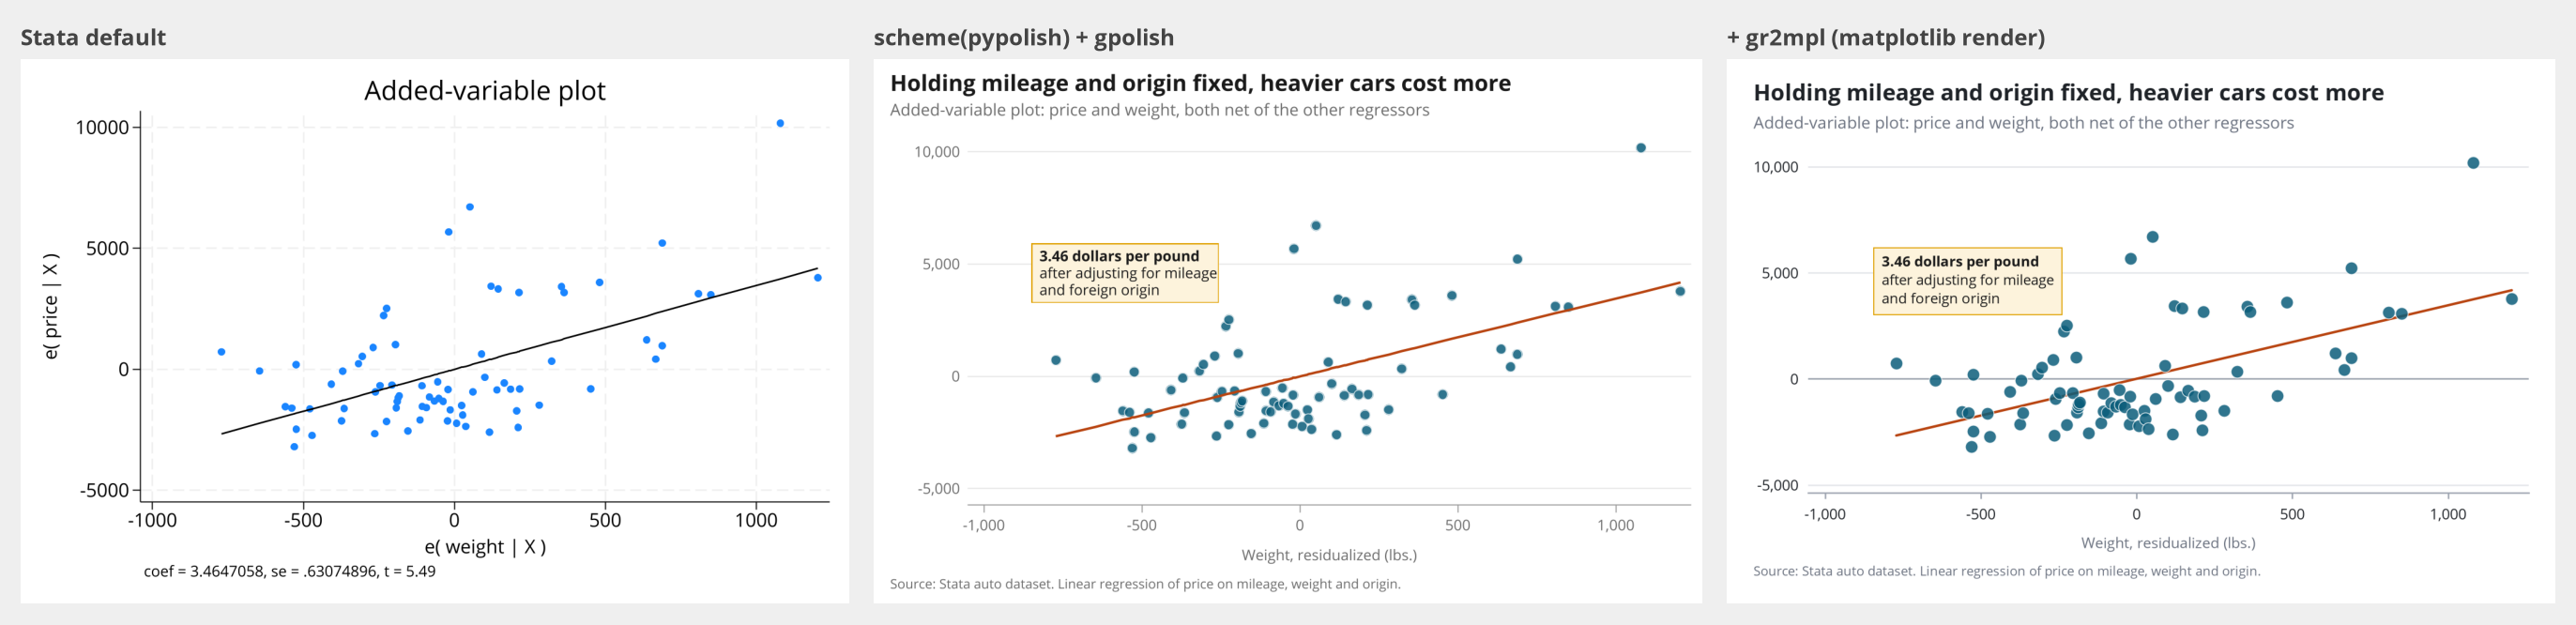 Stata default
Added-variable plot
10000
5000
0
-5000
e( price | X )
-1000 -500 0 500 1000
e( weight | X )
coef = 3.4647058, se = .63074896, t = 5.49
scheme(pypolish) + gpolish
Holding mileage and origin fixed, heavier cars cost more
Added-variable plot: price and weight, both net of the other regressors
10,000
5,000
0
-5,000
3.46 dollars per pound
after adjusting for mileage
and foreign origin
-1,000 -500 0 500 1,000
Weight, residualized (lbs.)
Source: Stata auto dataset. Linear regression of price on mileage, weight and origin.
+ gr2mpl (matplotlib render)
Holding mileage and origin fixed, heavier cars cost more
Added-variable plot: price and weight, both net of the other regressors
10,000
5,000
0
-5,000
3.46 dollars per pound
after adjusting for mileage
and foreign origin
-1,000 -500 0 500 1,000
Weight, residualized (lbs.)
Source: Stata auto dataset. Linear regression of price on mileage, weight and origin.